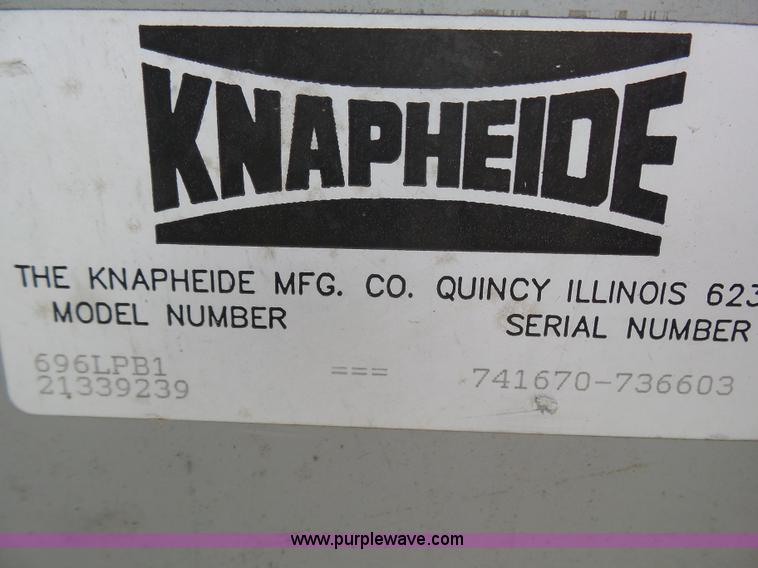 KNAPHEIDE
THE KNAPHEIDE MFG. CO. QUINCY ILLINOIS 623
MODEL NUMBER SERIAL NUMBER
696LPB1 === 741670-736603
21339239
www.purplewave.com